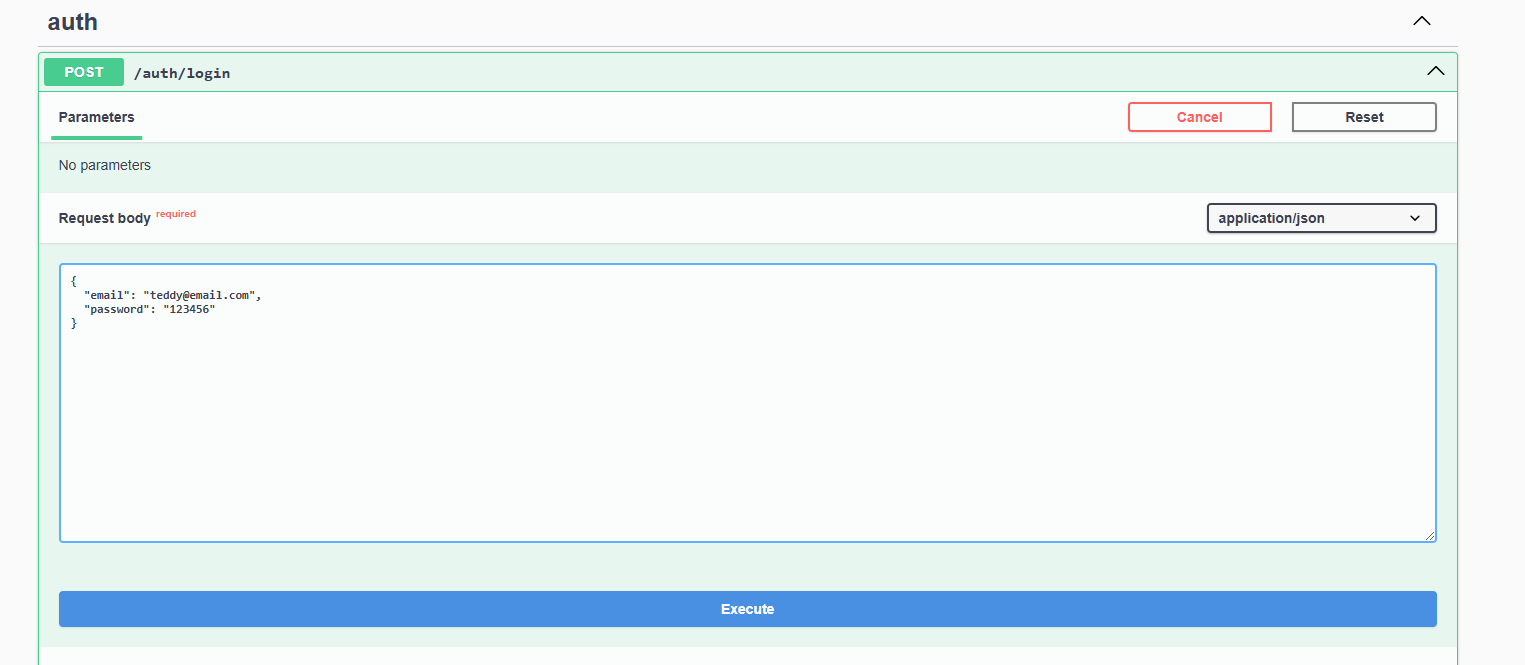 auth
POST /auth/login
Parameters Cancel Reset
No parameters
Request body required application/json
{
  "email": "teddy@email.com",
  "password": "123456"
}
Execute